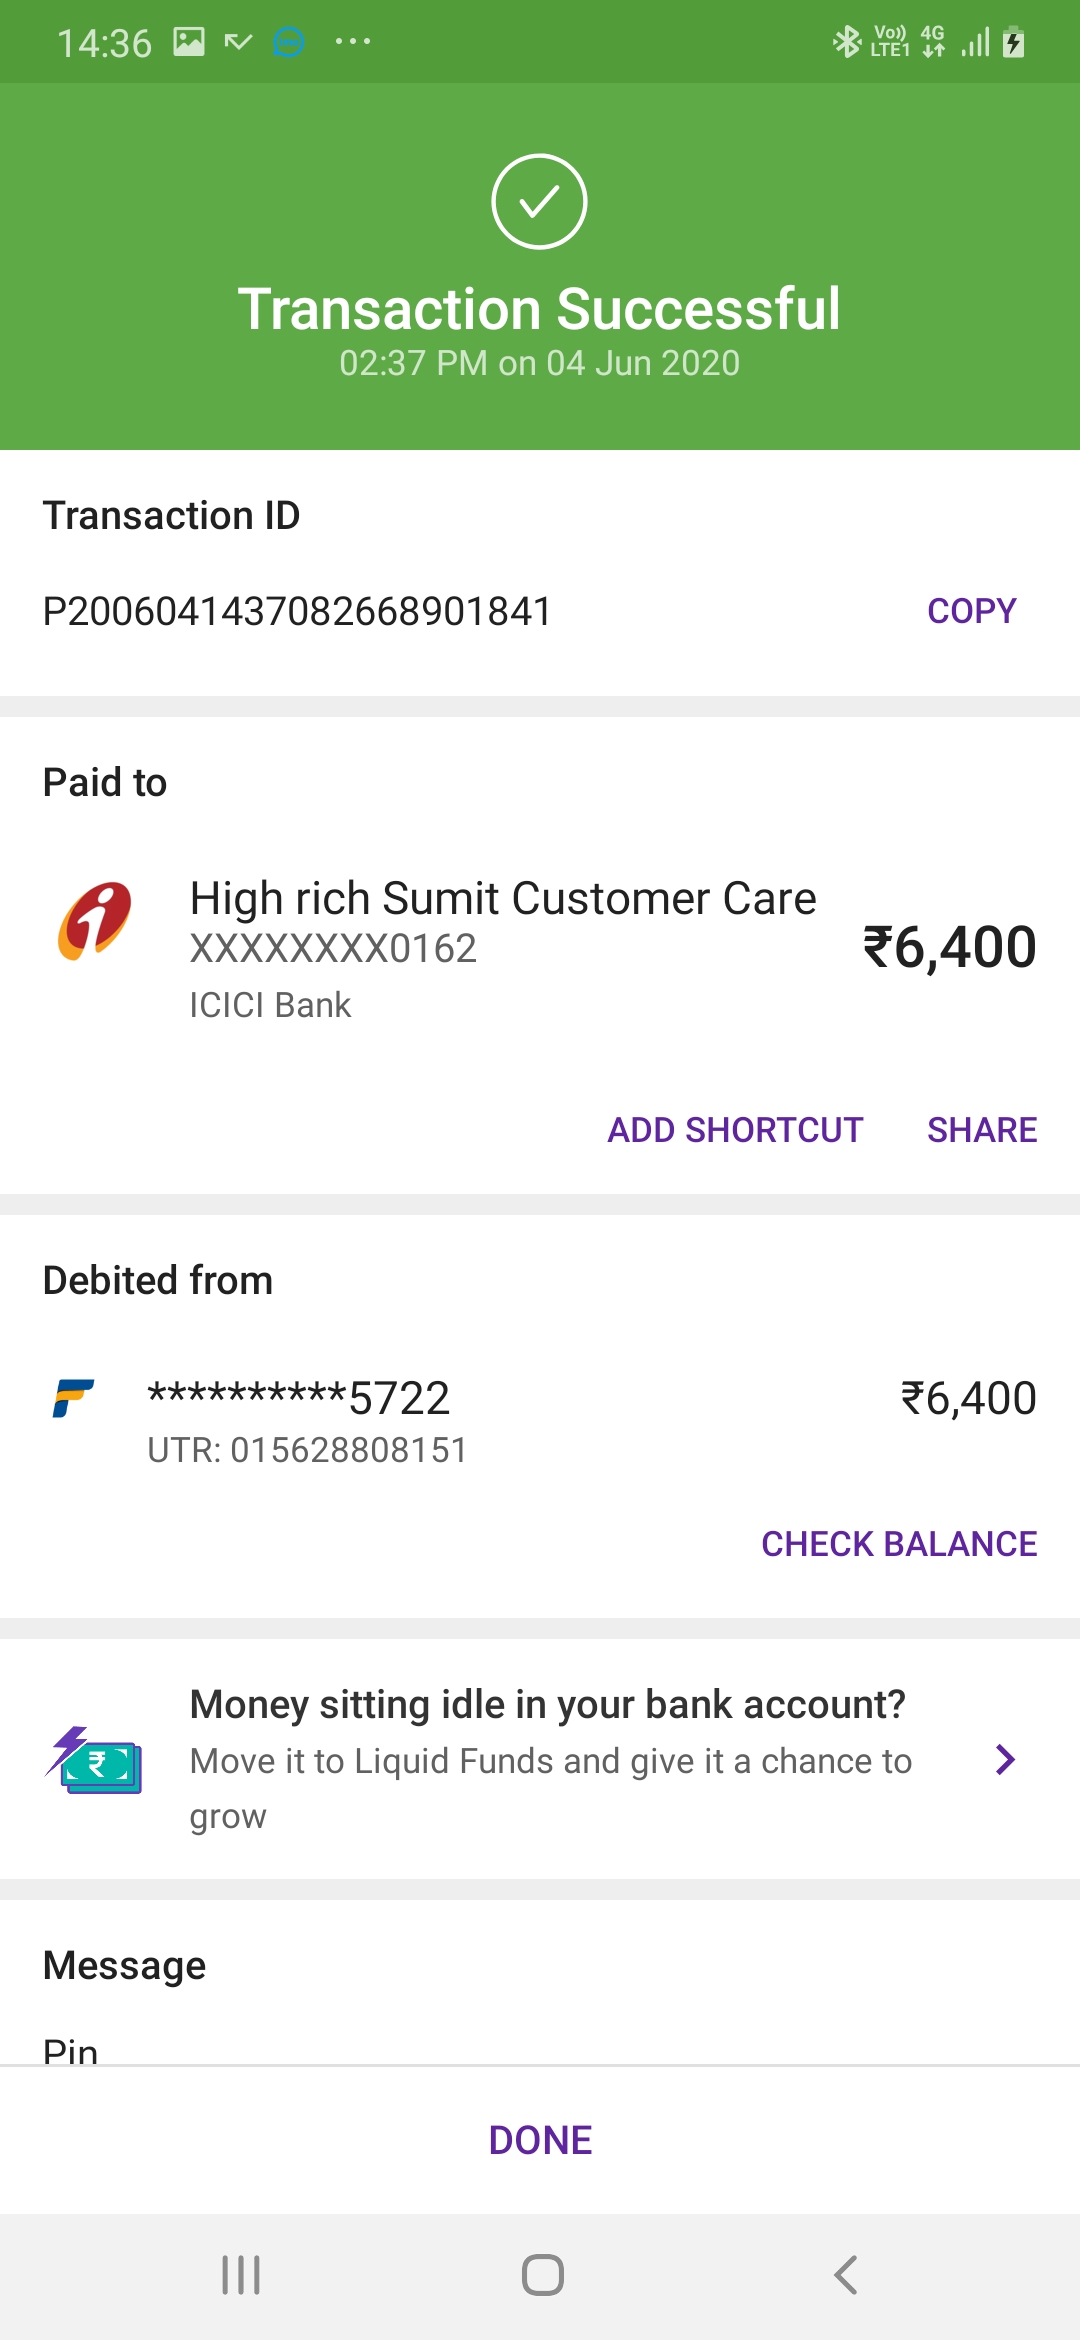 14:36
Vo)) 4G
LTE1
Transaction Successful
02:37 PM on 04 Jun 2020
Transaction ID
P2006041437082668901841
COPY
Paid to
High rich Sumit Customer Care
XXXXXXXX0162
₹6,400
ICICI Bank
ADD SHORTCUT SHARE
Debited from
**********5722
₹6,400
UTR: 015628808151
CHECK BALANCE
Money sitting idle in your bank account?
Move it to Liquid Funds and give it a chance to
grow
Message
Pin
DONE